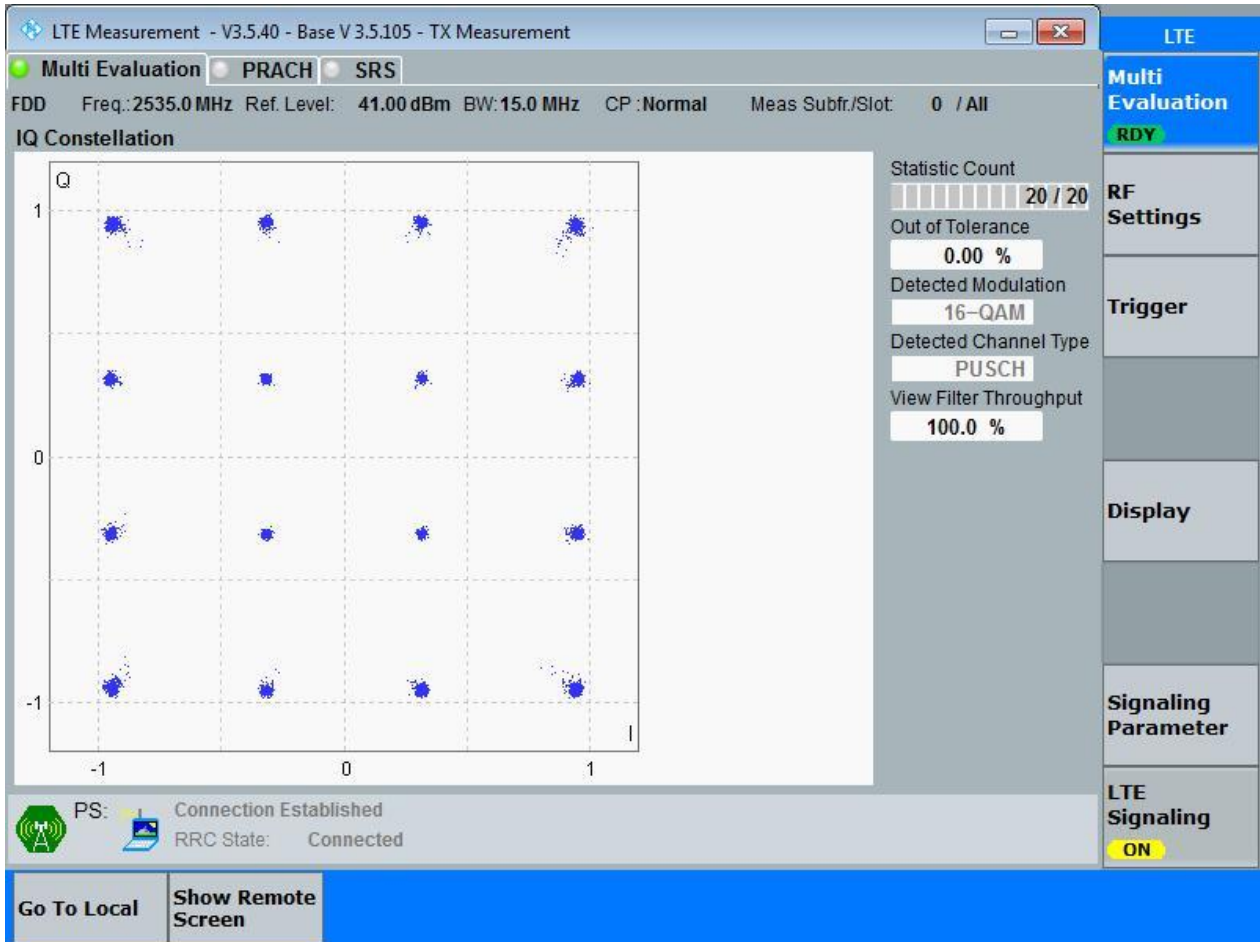 LTE Measurement - V3.5.40 - Base V 3.5.105 - TX Measurement
LTE
Multi Evaluation PRACH SRS
Multi
Evaluation
RDY
FDD Freq.: 2535.0 MHz Ref. Level: 41.00 dBm BW: 15.0 MHz CP : Normal Meas Subfr./Slot: 0 / All
IQ Constellation
Q
1
0
-1
I
-1 0 1
Statistic Count
20 / 20
Out of Tolerance
0.00 %
Detected Modulation
16-QAM
Detected Channel Type
PUSCH
View Filter Throughput
100.0 %
RF
Settings
Trigger
Display
Signaling
Parameter
LTE
Signaling
ON
PS: Connection Established
RRC State: Connected
Go To Local
Show Remote
Screen